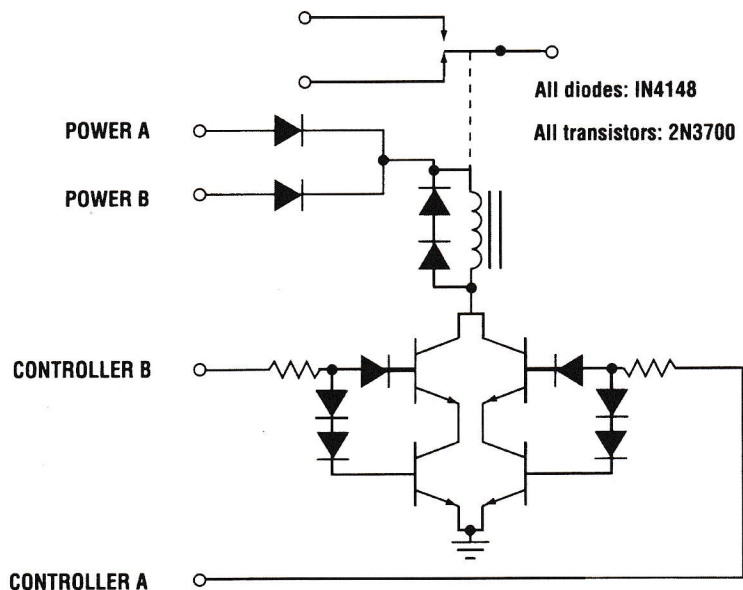 All diodes: IN4148
All transistors: 2N3700
POWER A
POWER B
CONTROLLER B
CONTROLLER A